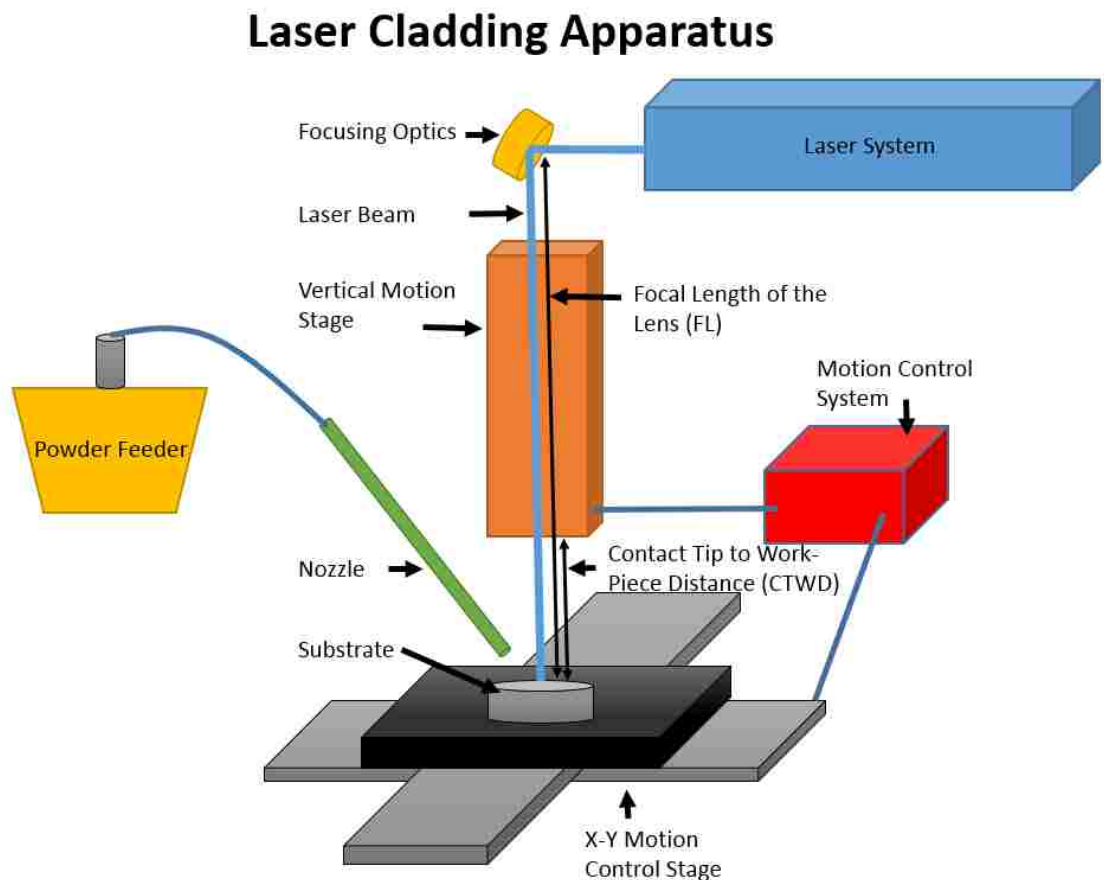 Laser Cladding Apparatus
Focusing Optics
Laser System
Laser Beam
Vertical Motion
Stage
Focal Length of the
Lens (FL)
Motion Control
System
Powder Feeder
Contact Tip to Work-
Piece Distance (CTWD)
Nozzle
Substrate
X-Y Motion
Control Stage